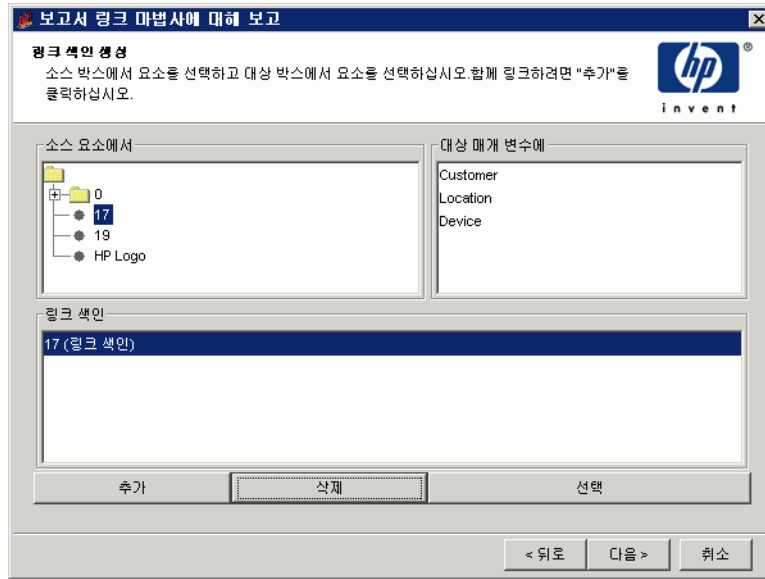 보고서 링크 마법사에 대해 보고
링크 색인 생성
소스 박스에서 요소를 선택하고 대상 박스에서 요소를 선택하십시오.함께 링크하려면 "추가"를
클릭하십시오.
hp
®
invent
소스 요소에서
0
17
19
HP Logo
대상 매개 변수에
Customer
Location
Device
링크 색인
17 (링크 색인)
추가
삭제
선택
< 뒤로
다음 >
취소